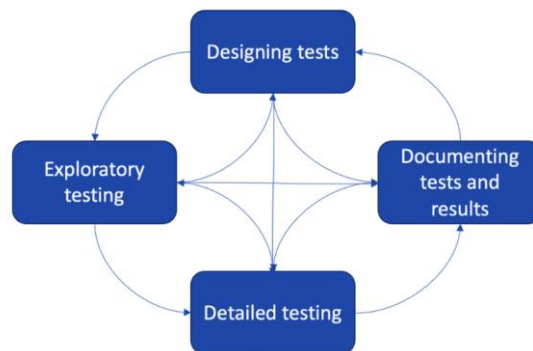 Designing tests
Exploratory
testing
Documenting
tests and
results
Detailed testing